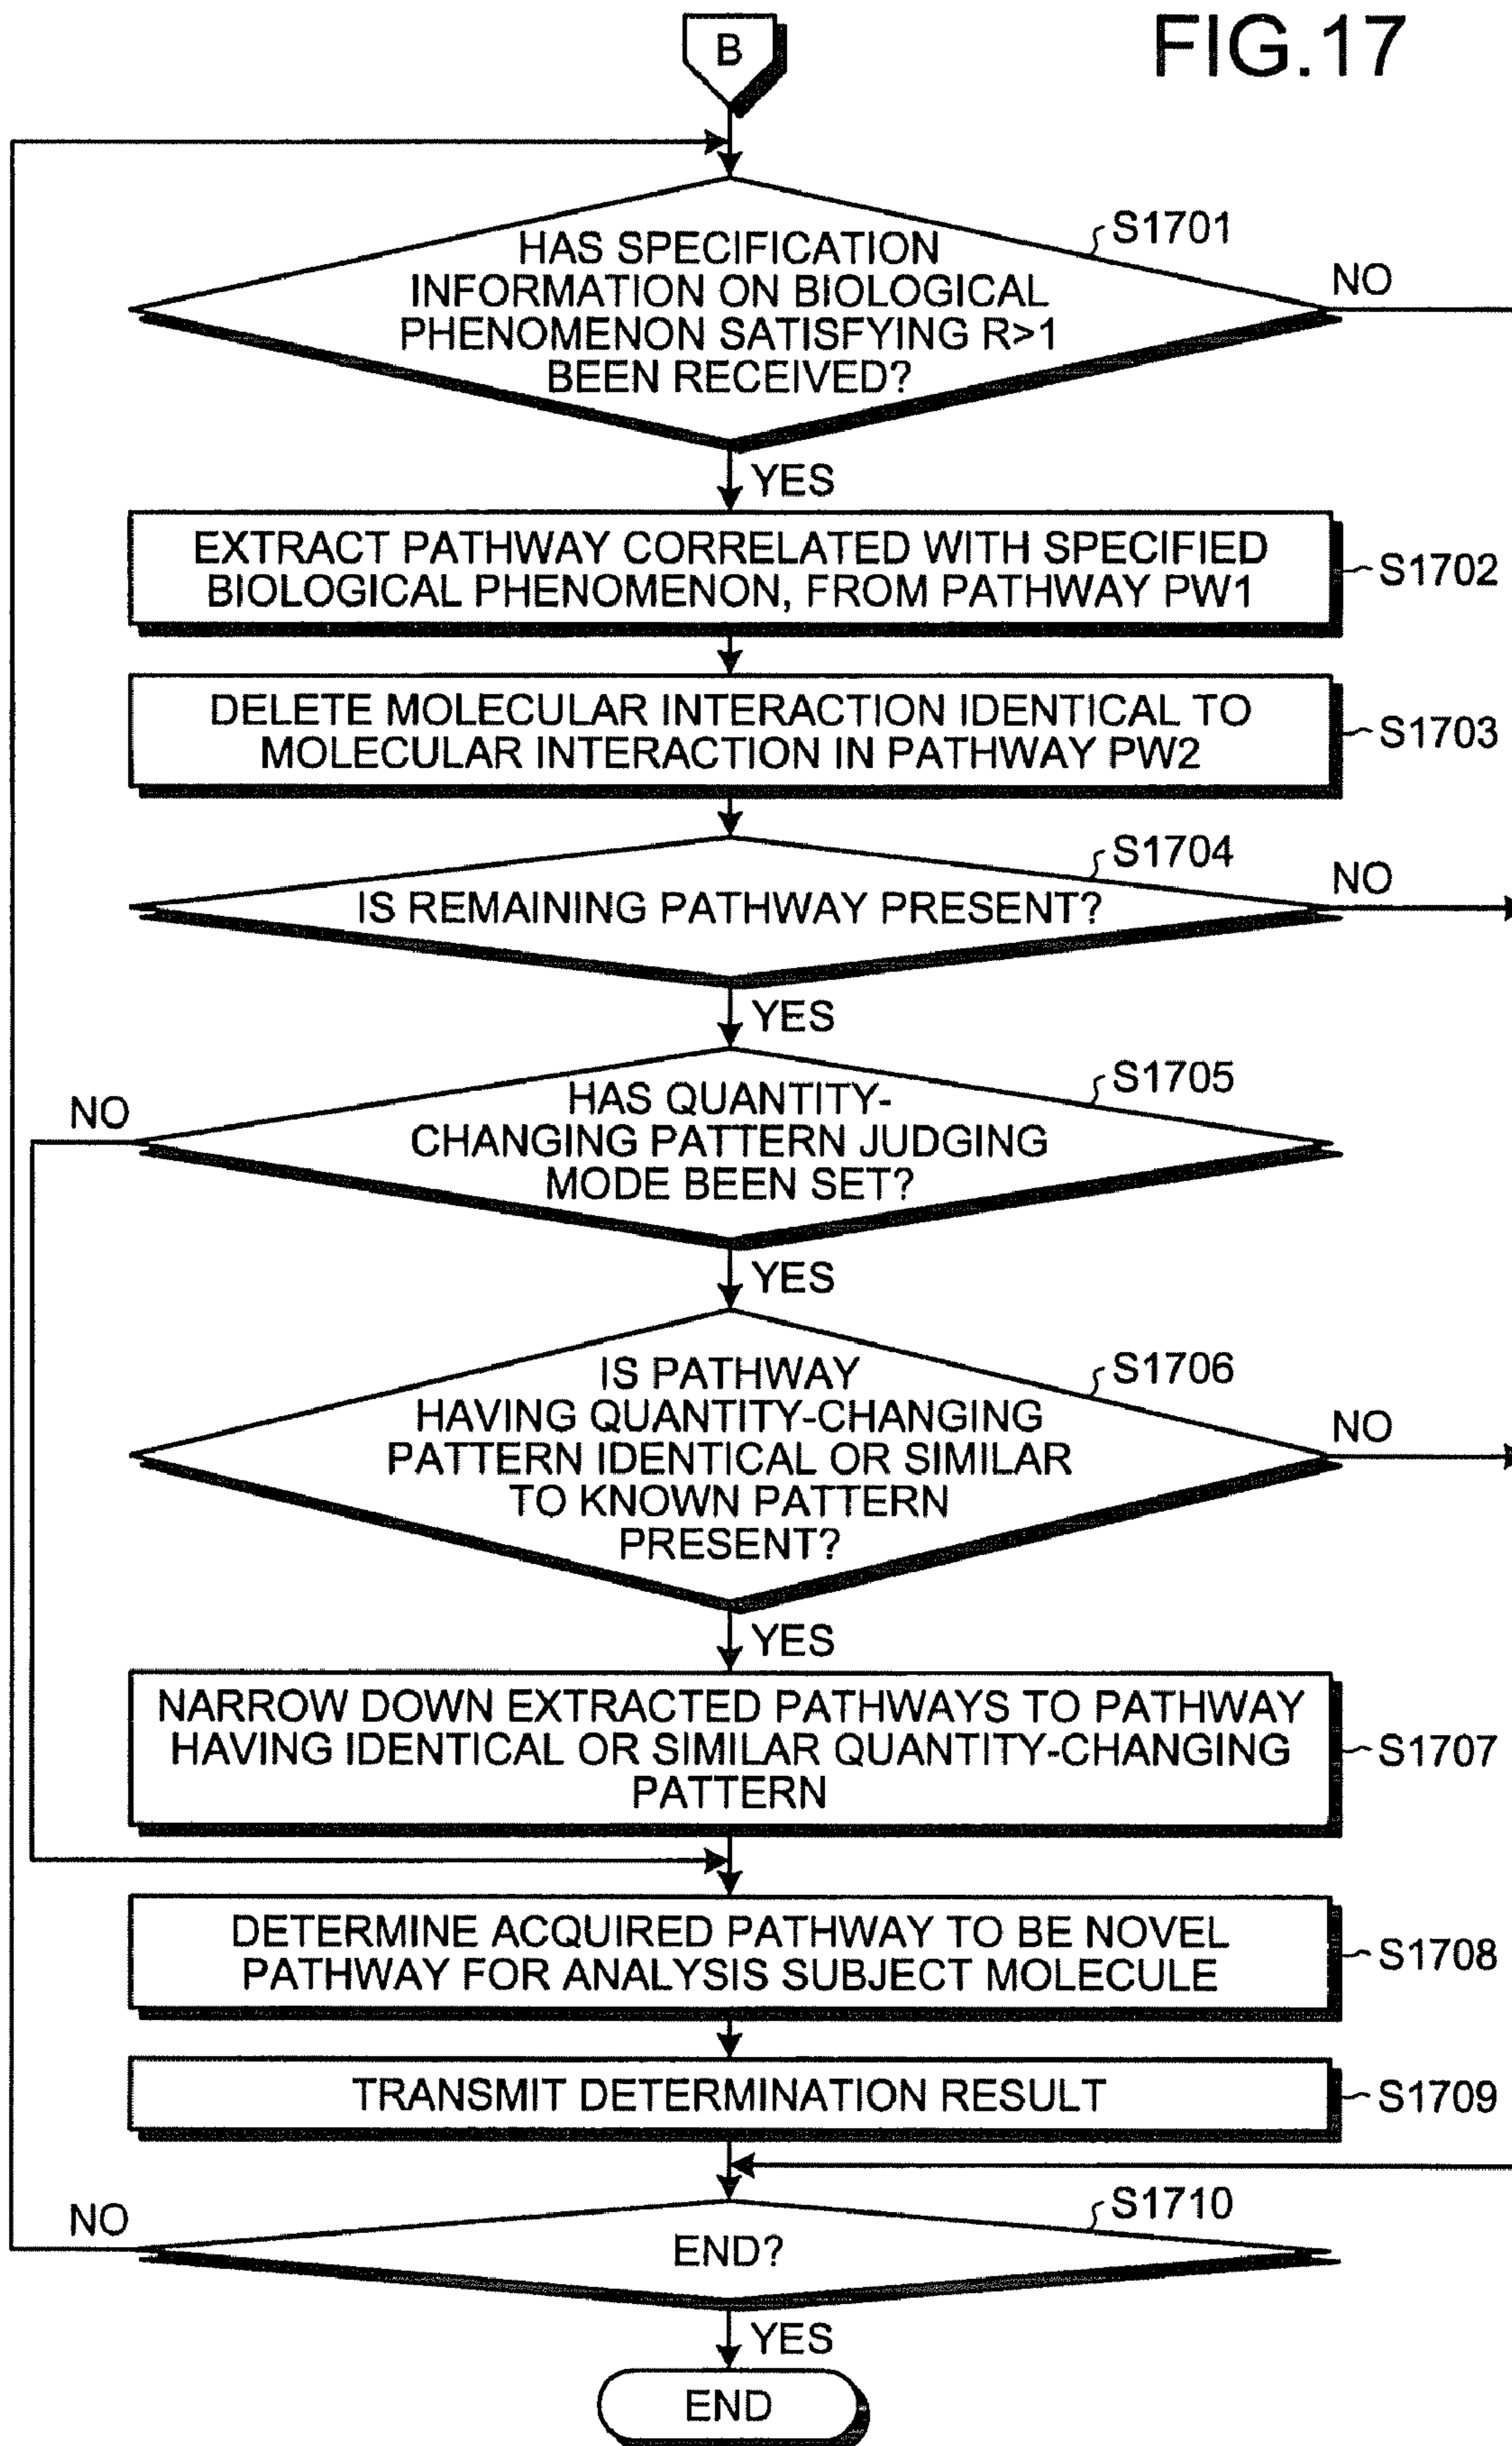 FIG.17
B
HAS SPECIFICATION
INFORMATION ON BIOLOGICAL
PHENOMENON SATISFYING R>1
BEEN RECEIVED?
S1701
NO
YES
EXTRACT PATHWAY CORRELATED WITH SPECIFIED
BIOLOGICAL PHENOMENON, FROM PATHWAY PW1
S1702
DELETE MOLECULAR INTERACTION IDENTICAL TO
MOLECULAR INTERACTION IN PATHWAY PW2
S1703
IS REMAINING PATHWAY PRESENT?
S1704
NO
YES
HAS QUANTITY-
CHANGING PATTERN JUDGING
MODE BEEN SET?
S1705
NO
YES
IS PATHWAY
HAVING QUANTITY-CHANGING
PATTERN IDENTICAL OR SIMILAR
TO KNOWN PATTERN
PRESENT?
S1706
NO
YES
NARROW DOWN EXTRACTED PATHWAYS TO PATHWAY
HAVING IDENTICAL OR SIMILAR QUANTITY-CHANGING
PATTERN
S1707
DETERMINE ACQUIRED PATHWAY TO BE NOVEL
PATHWAY FOR ANALYSIS SUBJECT MOLECULE
S1708
TRANSMIT DETERMINATION RESULT
S1709
END?
S1710
NO
YES
END